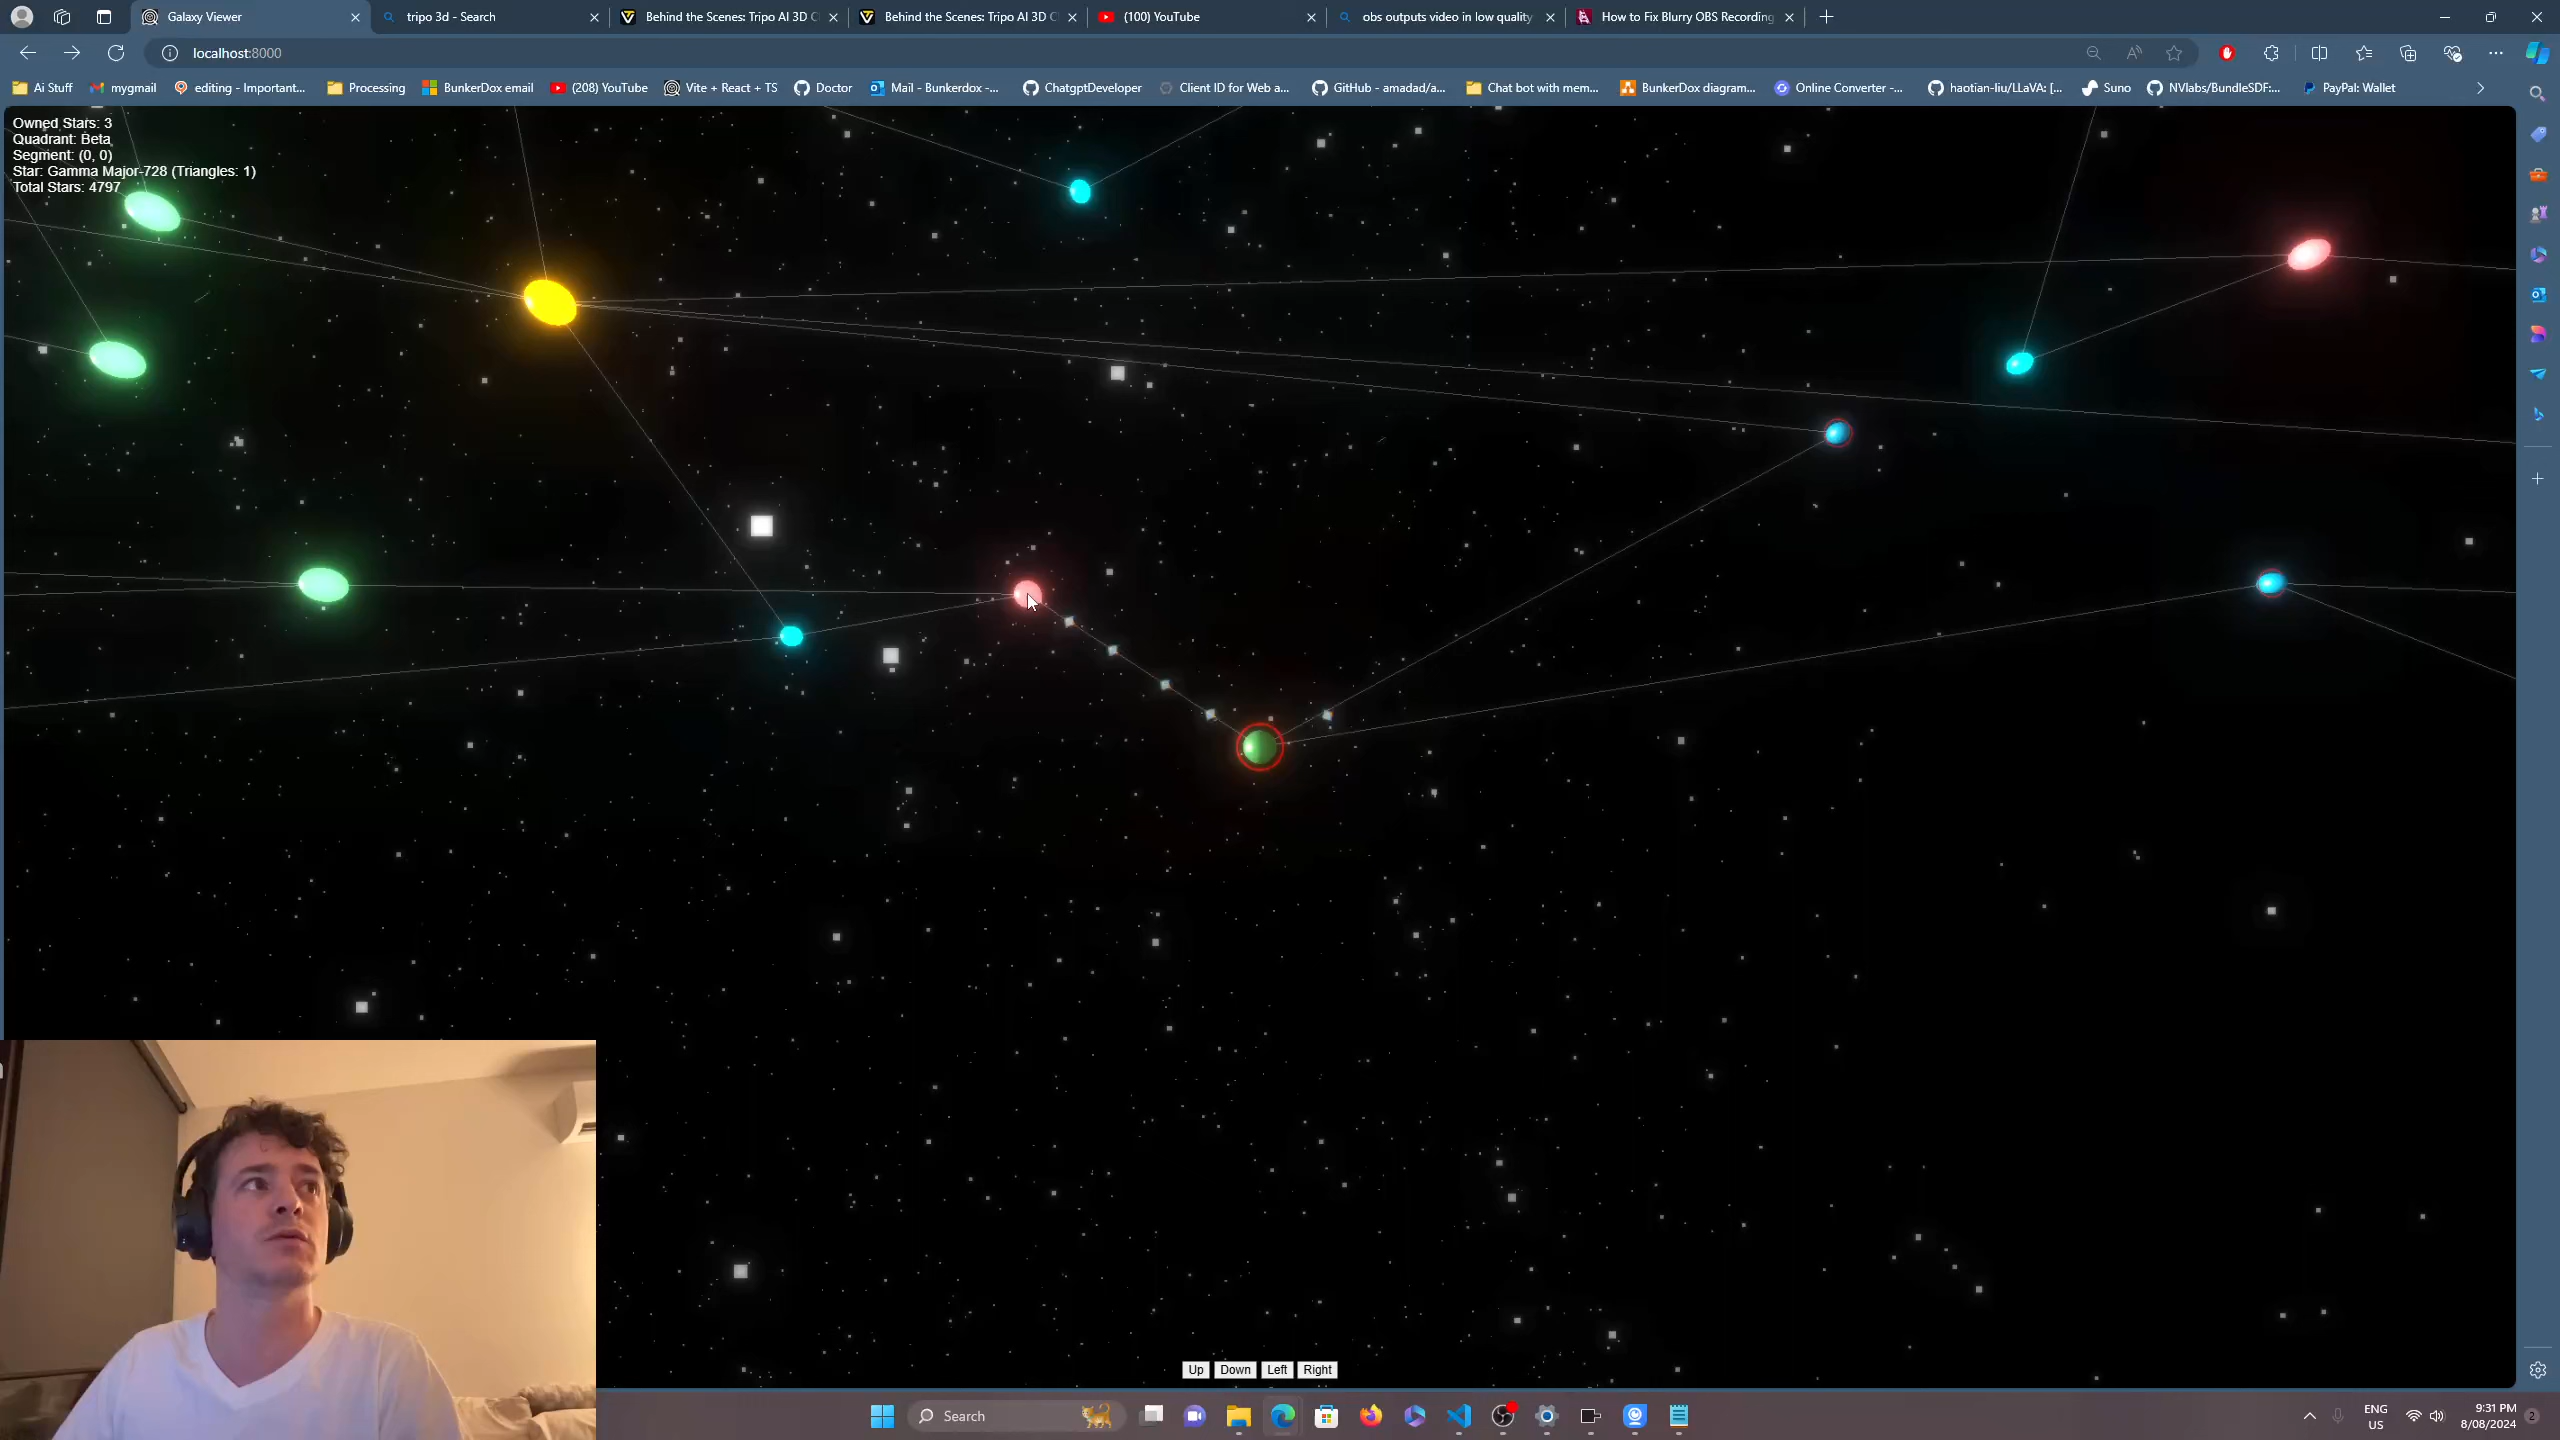 Galaxy Viewer
tripo 3d - Search
Behind the Scenes: Tripo AI 3D C
Behind the Scenes: Tripo AI 3D C
(100) YouTube
obs outputs video in low quality
How to Fix Blurry OBS Recording
localhost:8000
Ai Stuff
mygmail
editing - Important...
Processing
BunkerDox email
(208) YouTube
Vite + React + TS
Doctor
Mail - Bunkerdox -...
ChatgptDeveloper
Client ID for Web a...
GitHub - amadad/a...
Chat bot with mem...
BunkerDox diagram...
Online Converter -...
haotian-liu/LLaVA: [...
Suno
NVlabs/BundleSDF:...
PayPal: Wallet
Owned Stars: 3
Quadrant: Beta
Segment: (0, 0)
Star: Gamma Major-728 (Triangles: 1)
Total Stars: 4797
Up Down Left Right
Search
ENG
US
9:31 PM
8/08/2024
2